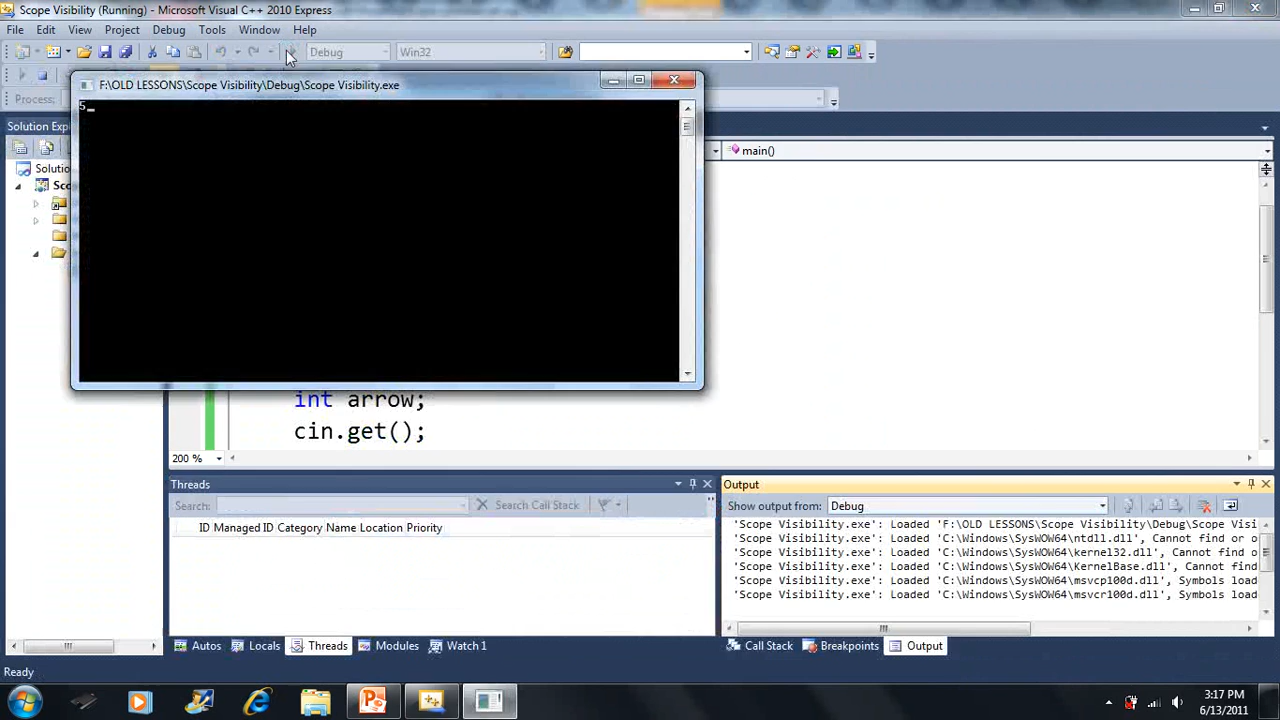 Scope Visibility (Running) - Microsoft Visual C++ 2010 Express
File Edit View Project Debug Tools Window Help
Debug Win32
F:\OLD LESSONS\Scope Visibility\Debug\Scope Visibility.exe
Process:
5_
Solution Exp
main()
Solutio
Sco
int arrow;
cin.get();
200 %
Threads
Search: Search Call Stack
ID Managed ID Category Name Location Priority
Output
Show output from: Debug
'Scope Visibility.exe': Loaded 'F:\OLD LESSONS\Scope Visibility\Debug\Scope Visi
'Scope Visibility.exe': Loaded 'C:\Windows\SysWOW64\ntdll.dll', Cannot find or o
'Scope Visibility.exe': Loaded 'C:\Windows\SysWOW64\kernel32.dll', Cannot find o
'Scope Visibility.exe': Loaded 'C:\Windows\SysWOW64\KernelBase.dll', Cannot find
'Scope Visibility.exe': Loaded 'C:\Windows\SysWOW64\msvcp100d.dll', Symbols load
'Scope Visibility.exe': Loaded 'C:\Windows\SysWOW64\msvcr100d.dll', Symbols load
Autos Locals Threads Modules Watch 1
Call Stack Breakpoints Output
Ready
3:17 PM
6/13/2011